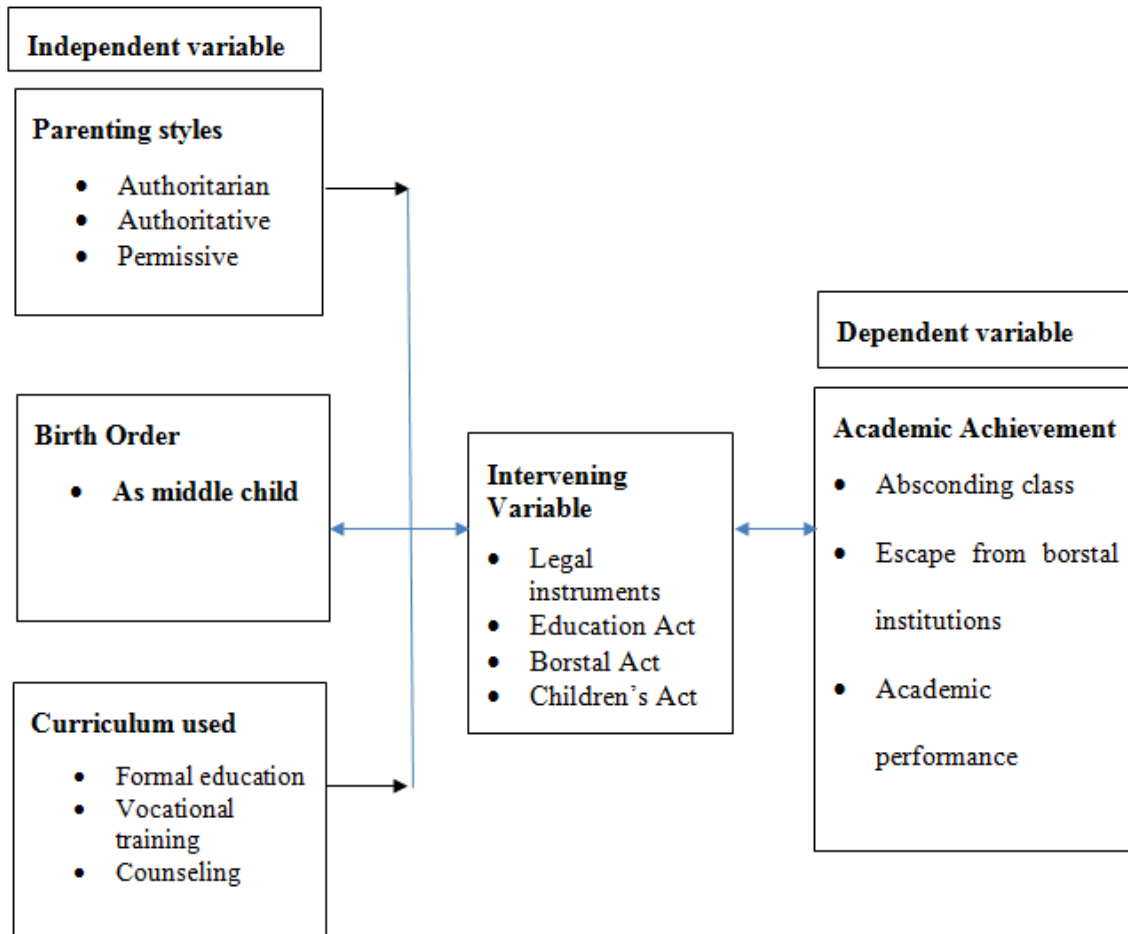 Independent variable
Parenting styles
• Authoritarian
• Authoritative
• Permissive
Birth Order
• As middle child
Curriculum used
• Formal education
• Vocational
training
• Counseling
Intervening
Variable
• Legal
instruments
• Education Act
• Borstal Act
• Children’s Act
Dependent variable
Academic Achievement
• Absconding class
• Escape from borstal
institutions
• Academic
performance